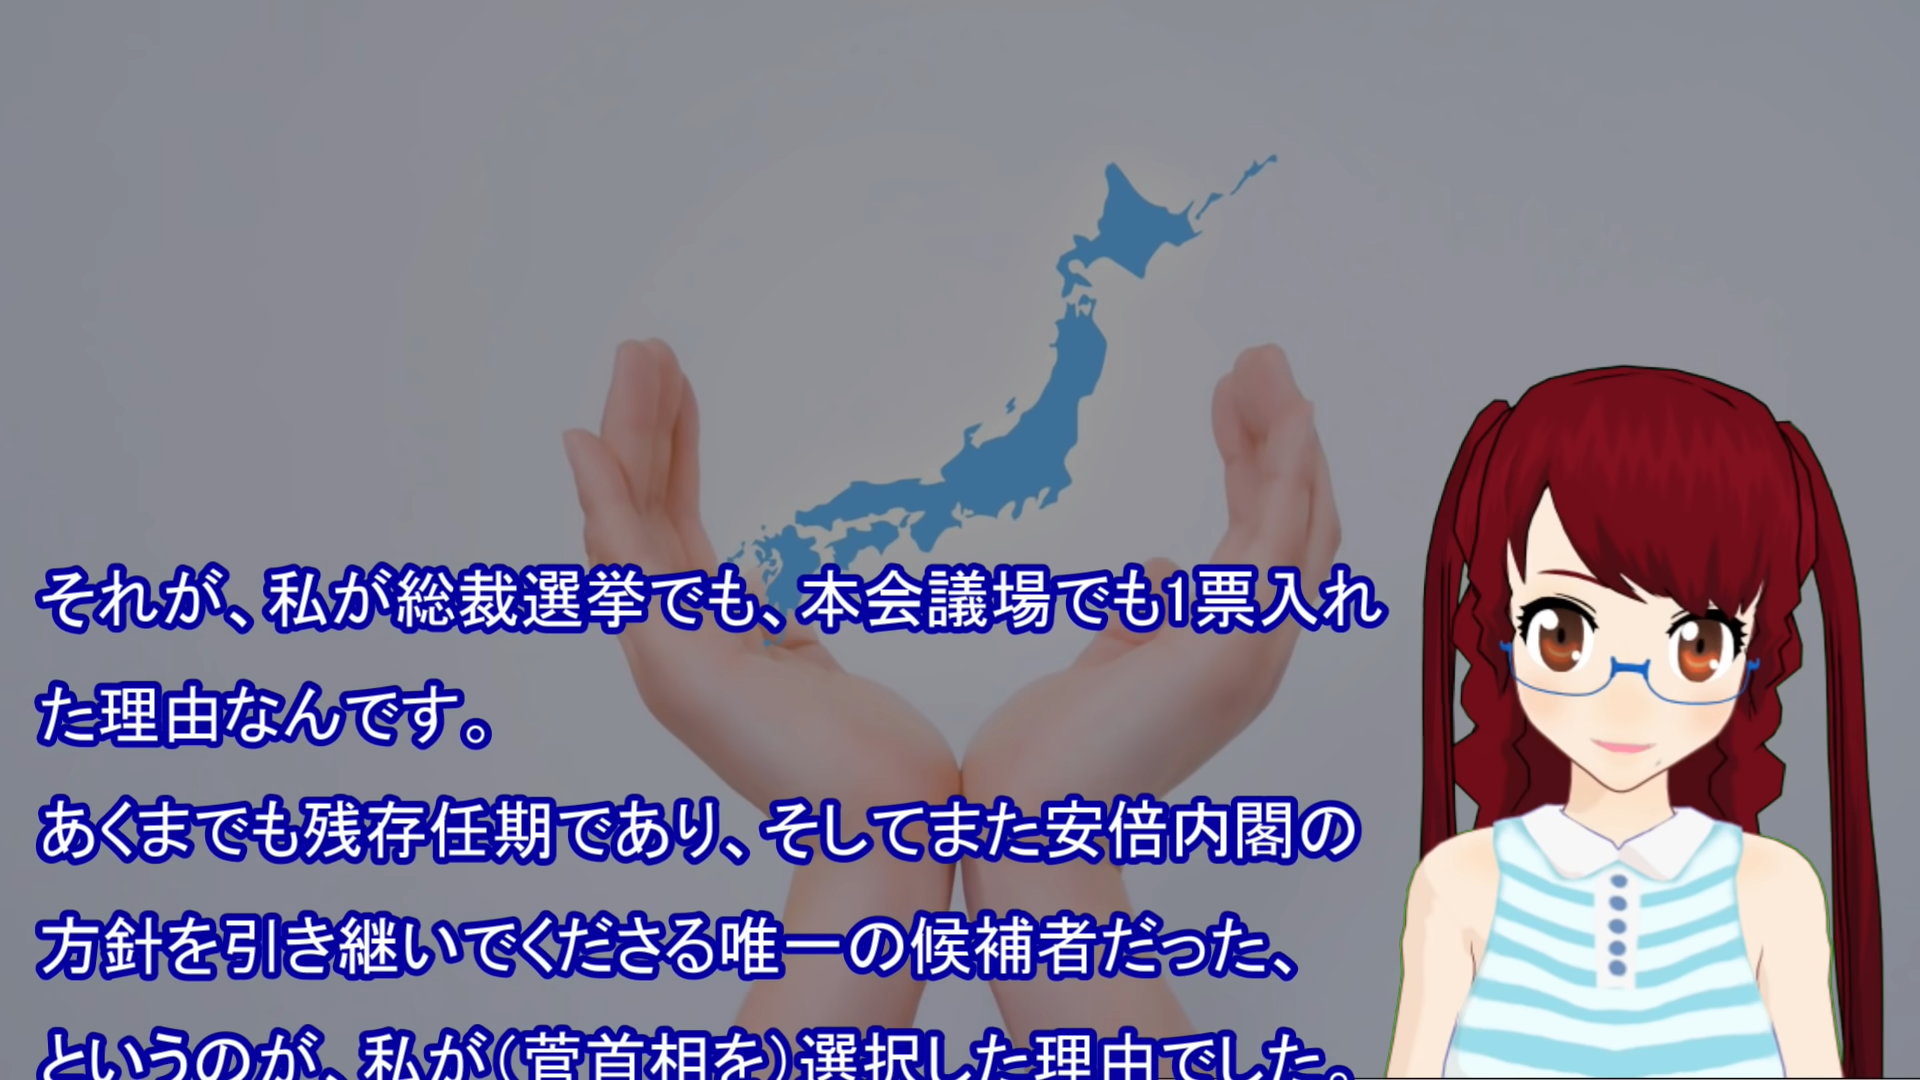 それが、私が総裁選挙でも、本会議場でも1票入れ
た理由なんです。
あくまでも残存任期であり、そしてまた安倍内閣の
方針を引き継いでくださる唯一の候補者だった、
というのが、私が(菅首相を)選択した理由でした。